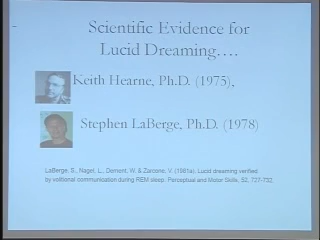 Scientific Evidence for
Lucid Dreaming….
Keith Hearne, Ph.D. (1975),
Stephen LaBerge, Ph.D. (1978)
LaBerge, S., Nagel, L., Dement, W. & Zarcone, V. (1981a). Lucid dreaming verified
by volitional communication during REM sleep. Perceptual and Motor Skills, 52, 727-732.